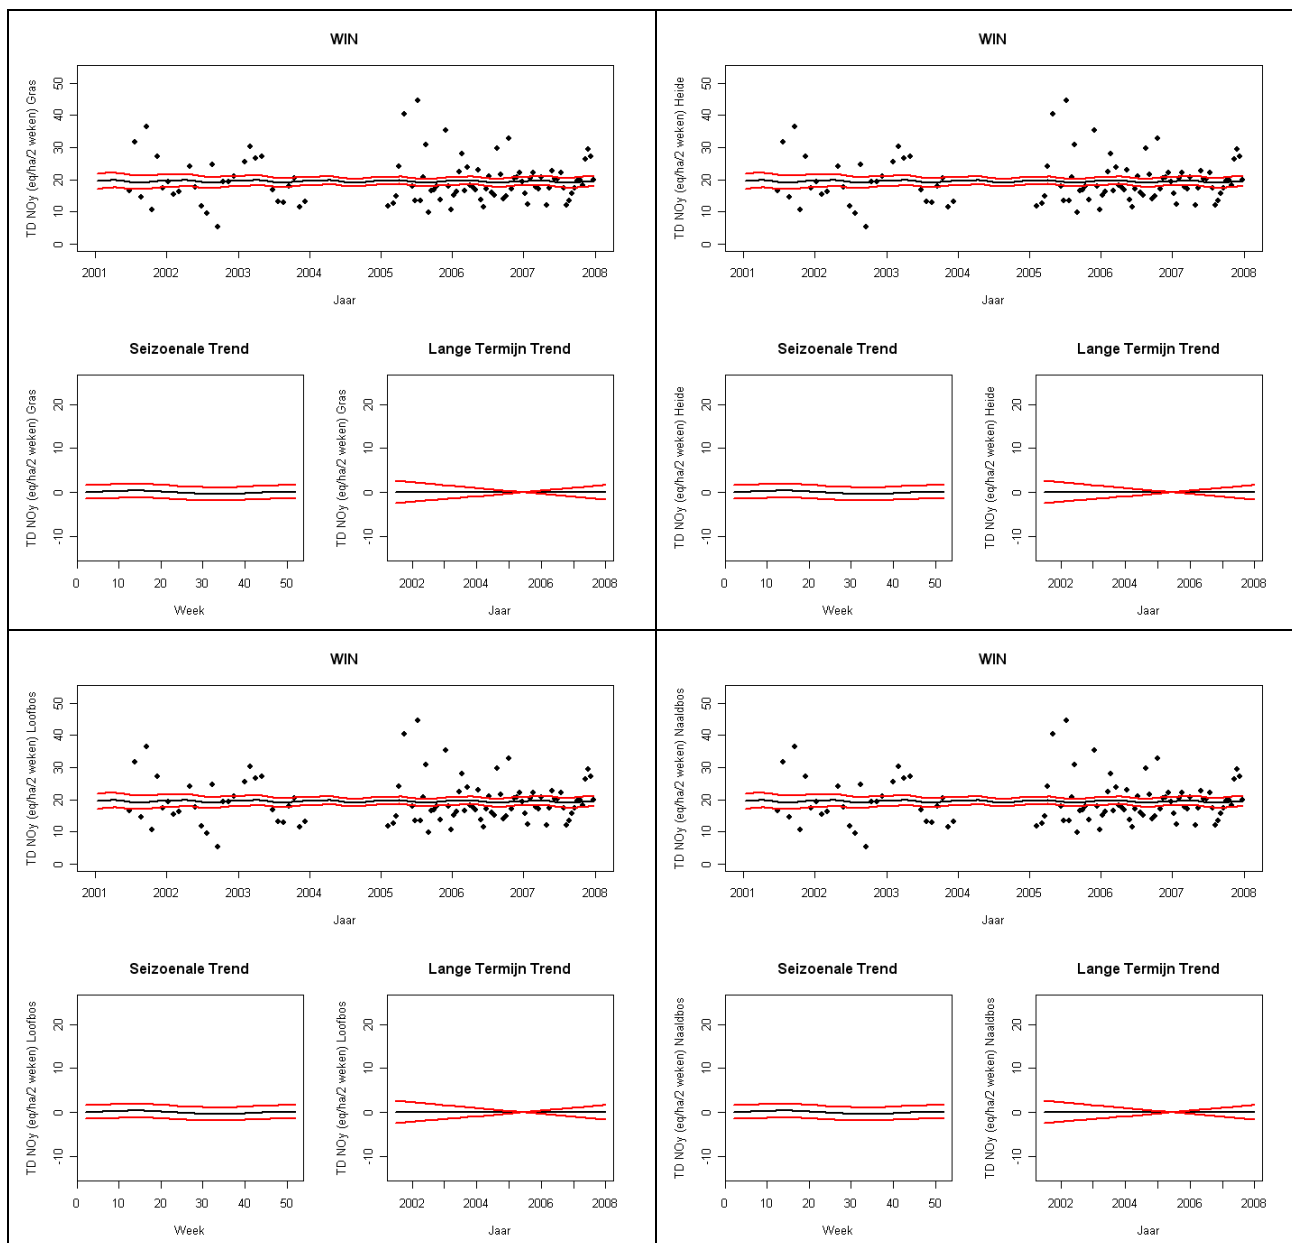 WIN
TD NOy (eq/ha/2 weken) Gras
50
40
30
20
10
0
2001 2002 2003 2004 2005 2006 2007 2008
Jaar
Seizoenale Trend
TD NOy (eq/ha/2 weken) Gras
20
10
0
-10
0 10 20 30 40 50
Week
Lange Termijn Trend
TD NOy (eq/ha/2 weken) Gras
20
10
0
-10
2002 2004 2006 2008
Jaar
WIN
TD NOy (eq/ha/2 weken) Heide
50
40
30
20
10
0
2001 2002 2003 2004 2005 2006 2007 2008
Jaar
Seizoenale Trend
TD NOy (eq/ha/2 weken) Heide
20
10
0
-10
0 10 20 30 40 50
Week
Lange Termijn Trend
TD NOy (eq/ha/2 weken) Heide
20
10
0
-10
2002 2004 2006 2008
Jaar
WIN
TD NOy (eq/ha/2 weken) Loofbos
50
40
30
20
10
0
2001 2002 2003 2004 2005 2006 2007 2008
Jaar
Seizoenale Trend
TD NOy (eq/ha/2 weken) Loofbos
20
10
0
-10
0 10 20 30 40 50
Week
Lange Termijn Trend
TD NOy (eq/ha/2 weken) Loofbos
20
10
0
-10
2002 2004 2006 2008
Jaar
WIN
TD NOy (eq/ha/2 weken) Naaldbos
50
40
30
20
10
0
2001 2002 2003 2004 2005 2006 2007 2008
Jaar
Seizoenale Trend
TD NOy (eq/ha/2 weken) Naaldbos
20
10
0
-10
0 10 20 30 40 50
Week
Lange Termijn Trend
TD NOy (eq/ha/2 weken) Naaldbos
20
10
0
-10
2002 2004 2006 2008
Jaar